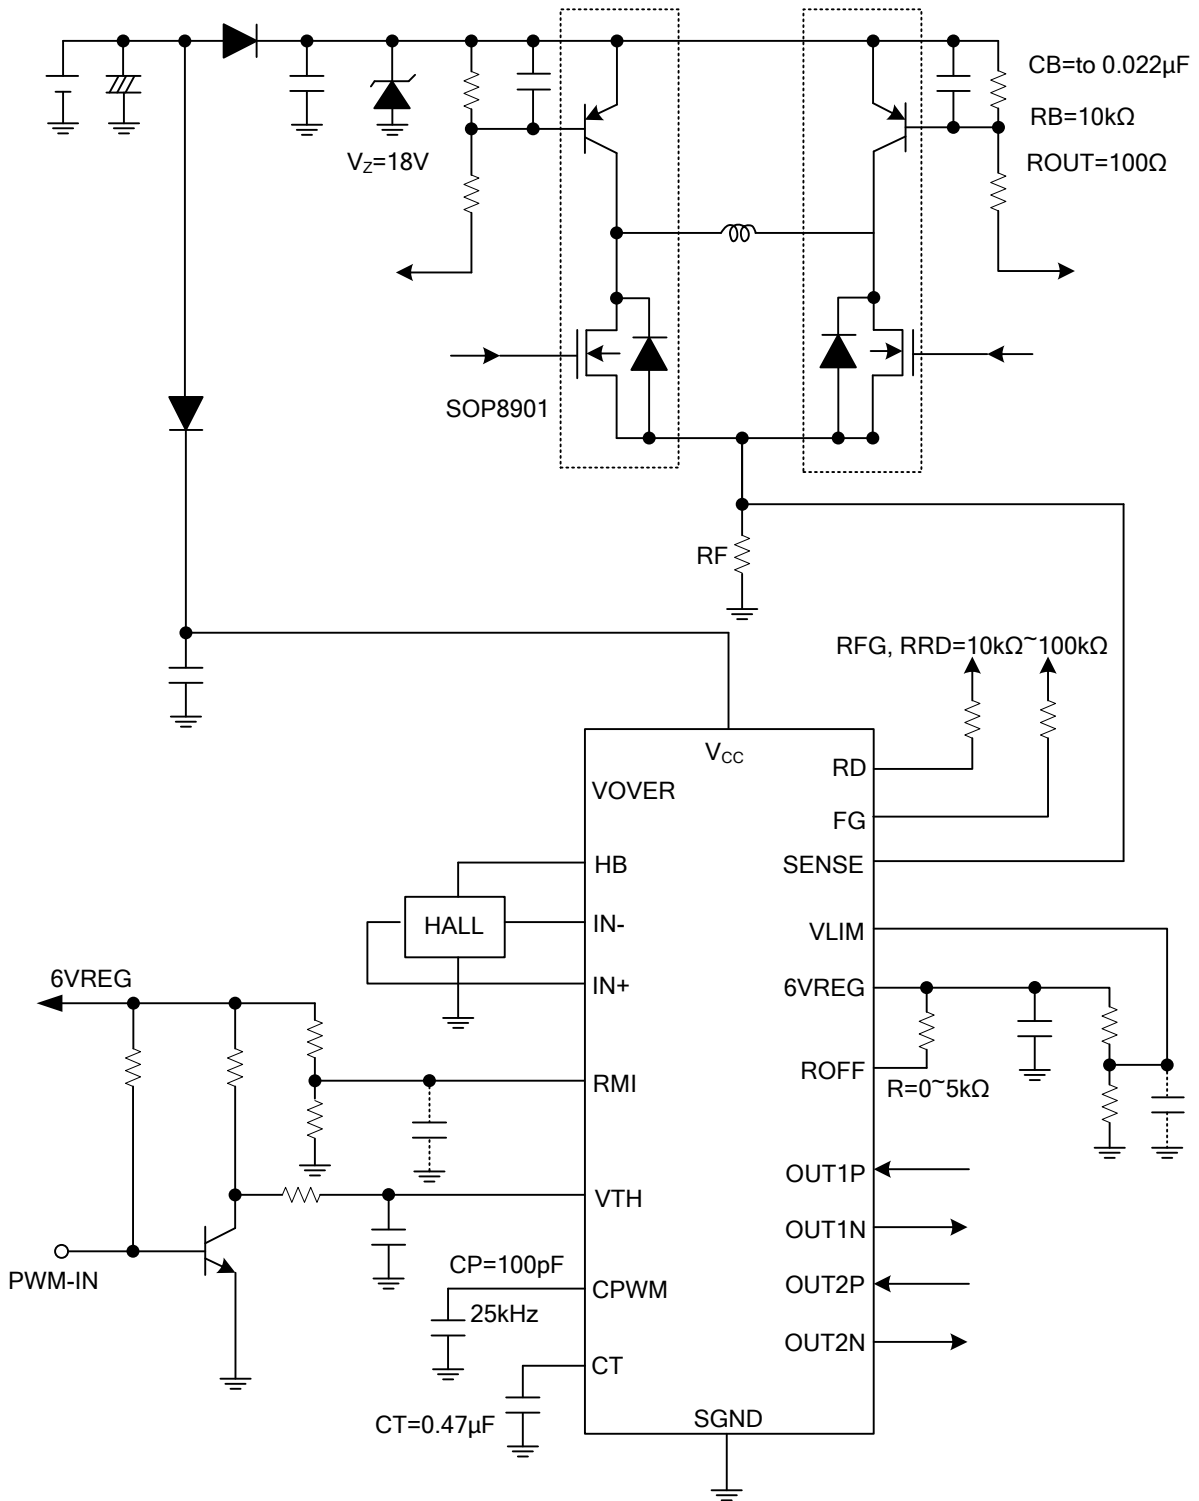 CB=to 0.022µF
RB=10kΩ
ROUT=100Ω
VZ=18V
SOP8901
RF
RFG, RRD=10kΩ~100kΩ
VCC
RD
VOVER
FG
HB
SENSE
HALL
IN-
VLIM
6VREG
IN+
6VREG
ROFF
R=0~5kΩ
RMI
OUT1P
VTH
OUT1N
PWM-IN
CP=100pF
OUT2P
CPWM
25kHz
OUT2N
CT
CT=0.47µF
SGND